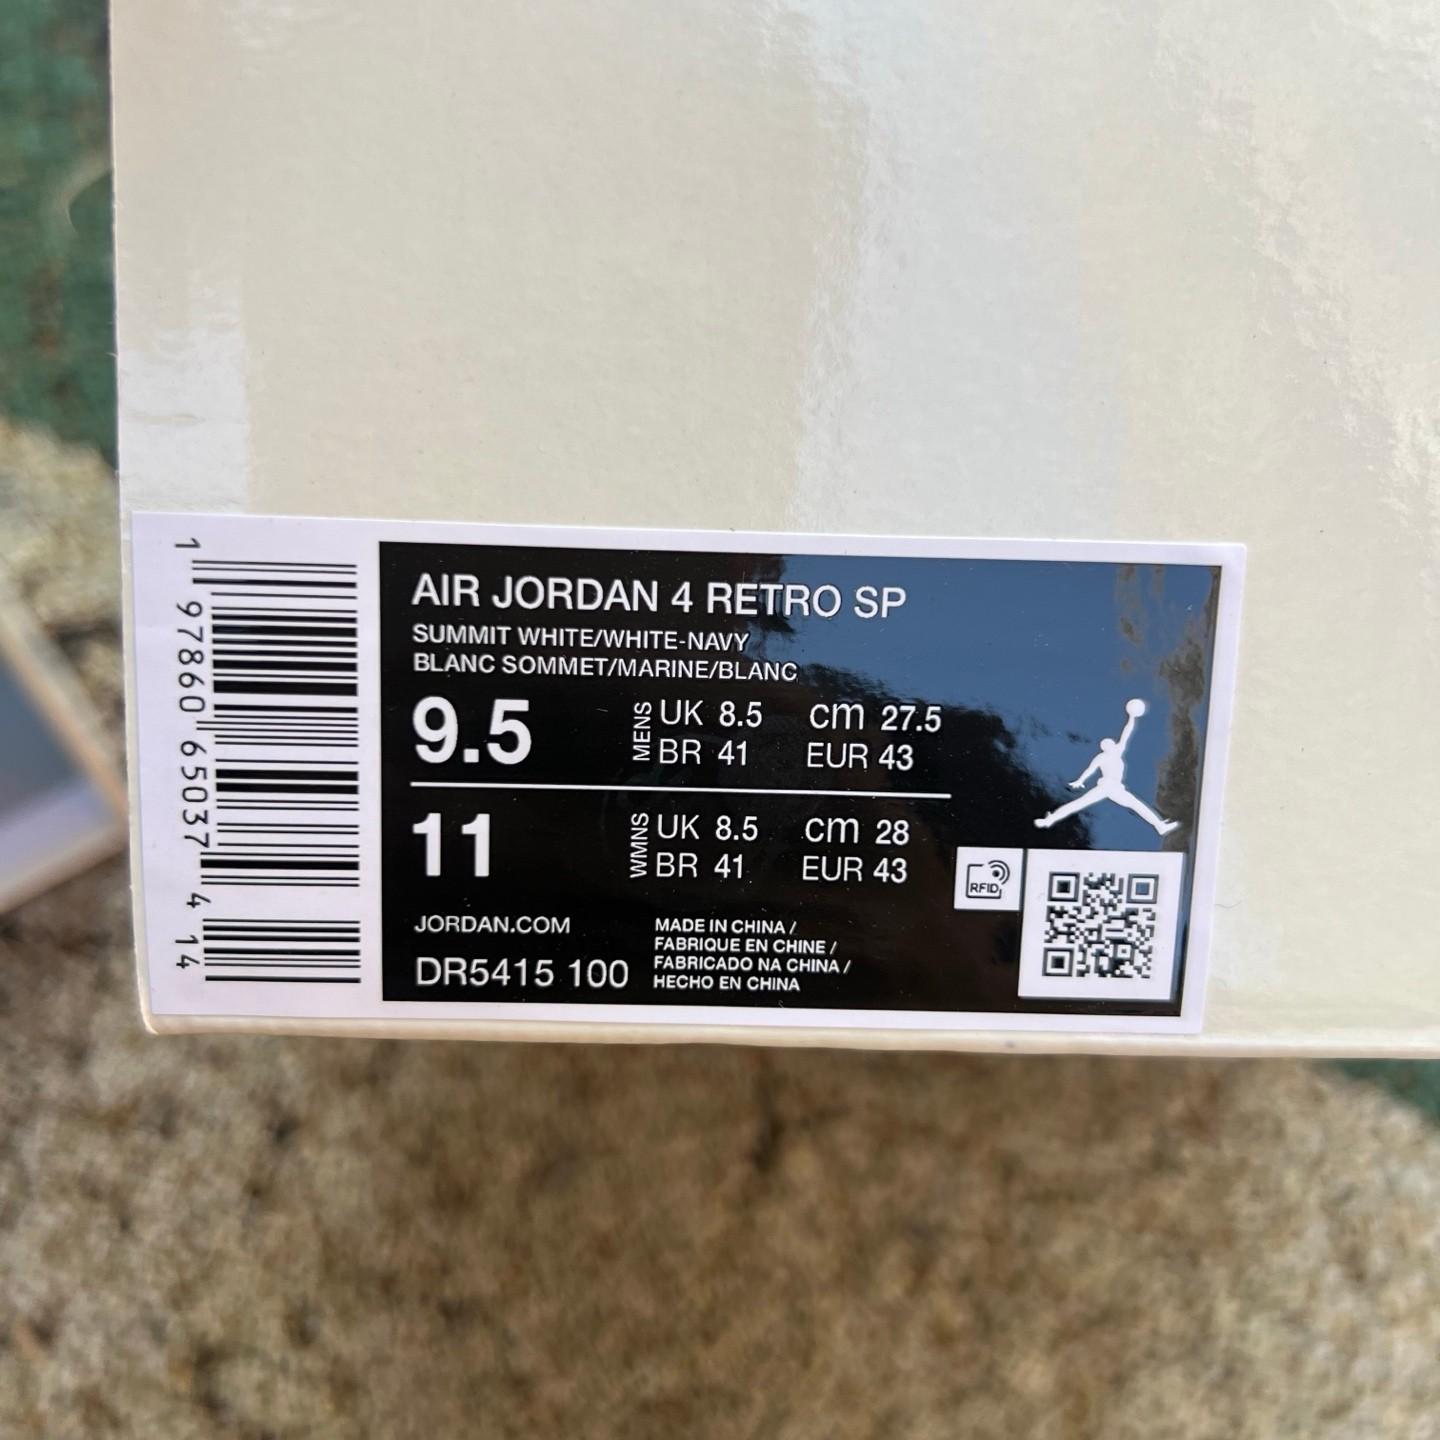 1 97860 65037 4 14
AIR JORDAN 4 RETRO SP
SUMMIT WHITE/WHITE-NAVY
BLANC SOMMET/MARINE/BLANC
9.5 MENS UK 8.5 cm 27.5
BR 41 EUR 43
11 WMNS UK 8.5 cm 28
BR 41 EUR 43
RFID
JORDAN.COM
DR5415 100
MADE IN CHINA /
FABRIQUE EN CHINE /
FABRICADO NA CHINA /
HECHO EN CHINA